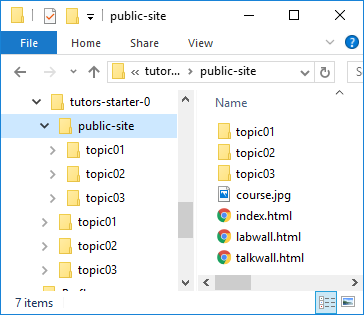 public-site
File
Home
Share
View
tutor...
public-site
S
tutors-starter-0
public-site
topic01
topic02
topic03
topic01
topic02
topic03
Name
topic01
topic02
topic03
course.jpg
index.html
labwall.html
talkwall.html
7 items